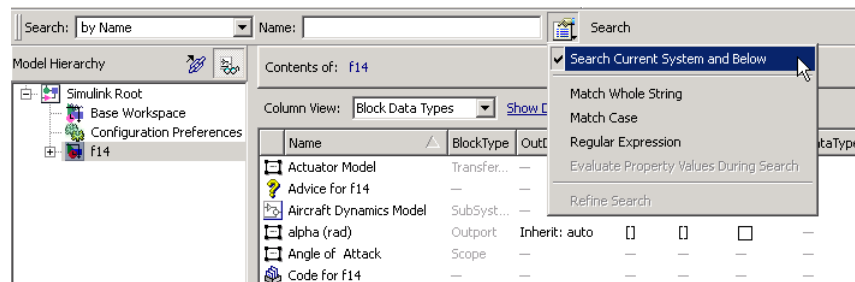 Search: by Name Name: Search
Model Hierarchy Contents of: f14 Search Current System and Below
Simulink Root Match Whole String
Base Workspace Column View: Block Data Types Show D Match Case
Configuration Preferences Regular Expression
f14 Name BlockType OutD Evaluate Property Values During Search ataType
Actuator Model Transfer... —
Advice for f14 — — Refine Search
Aircraft Dynamics Model SubSyst... —
alpha (rad) Outport Inherit: auto [] [] —
Angle of Attack Scope — — — — —
Code for f14 — — — — — —